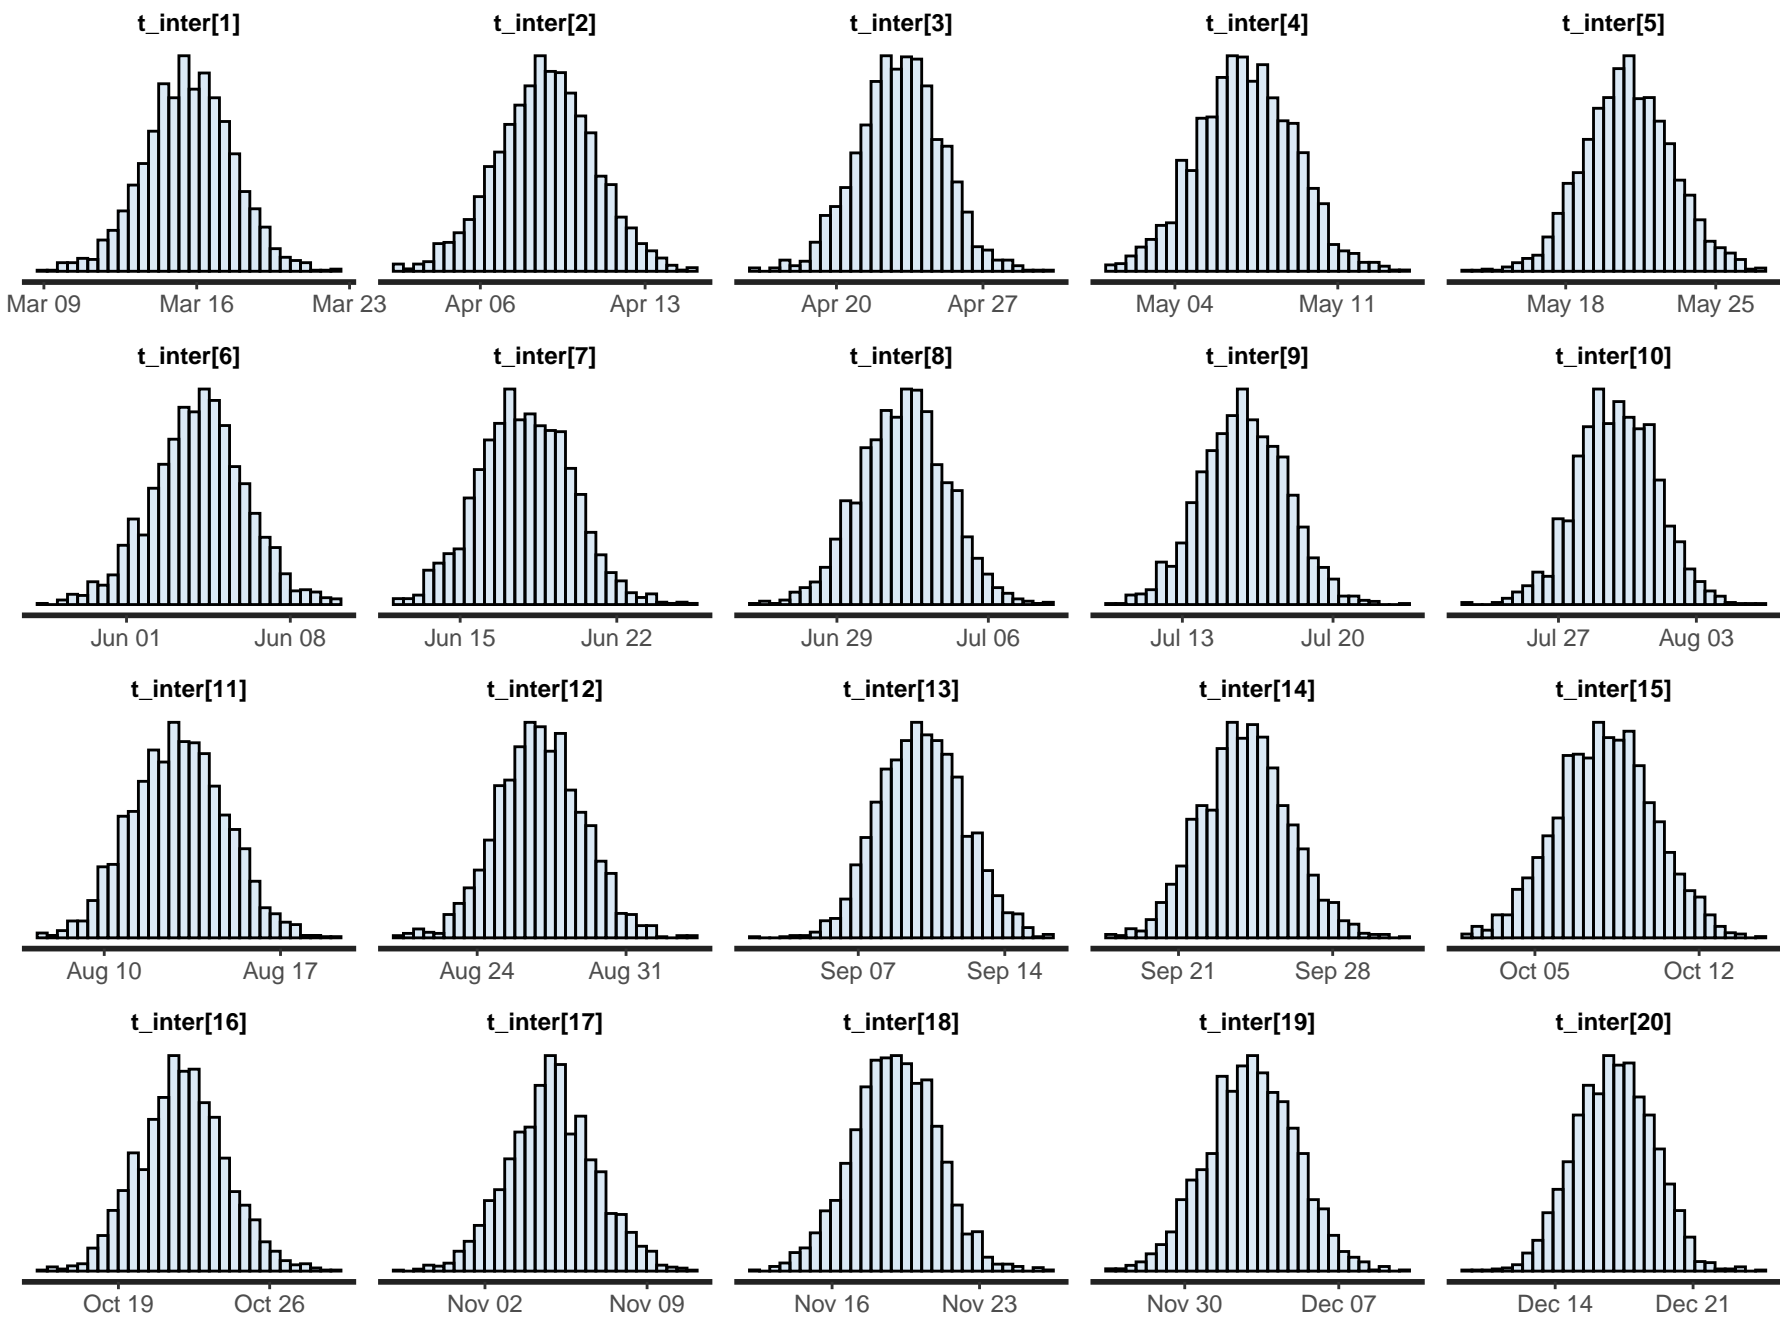 t_inter[1] t_inter[2] t_inter[3] t_inter[4] t_inter[5]
Mar 09 Mar 16 Mar 23 Apr 06 Apr 13 Apr 20 Apr 27 May 04 May 11 May 18 May 25
t_inter[6] t_inter[7] t_inter[8] t_inter[9] t_inter[10]
Jun 01 Jun 08 Jun 15 Jun 22 Jun 29 Jul 06 Jul 13 Jul 20 Jul 27 Aug 03
t_inter[11] t_inter[12] t_inter[13] t_inter[14] t_inter[15]
Aug 10 Aug 17 Aug 24 Aug 31 Sep 07 Sep 14 Sep 21 Sep 28 Oct 05 Oct 12
t_inter[16] t_inter[17] t_inter[18] t_inter[19] t_inter[20]
Oct 19 Oct 26 Nov 02 Nov 09 Nov 16 Nov 23 Nov 30 Dec 07 Dec 14 Dec 21